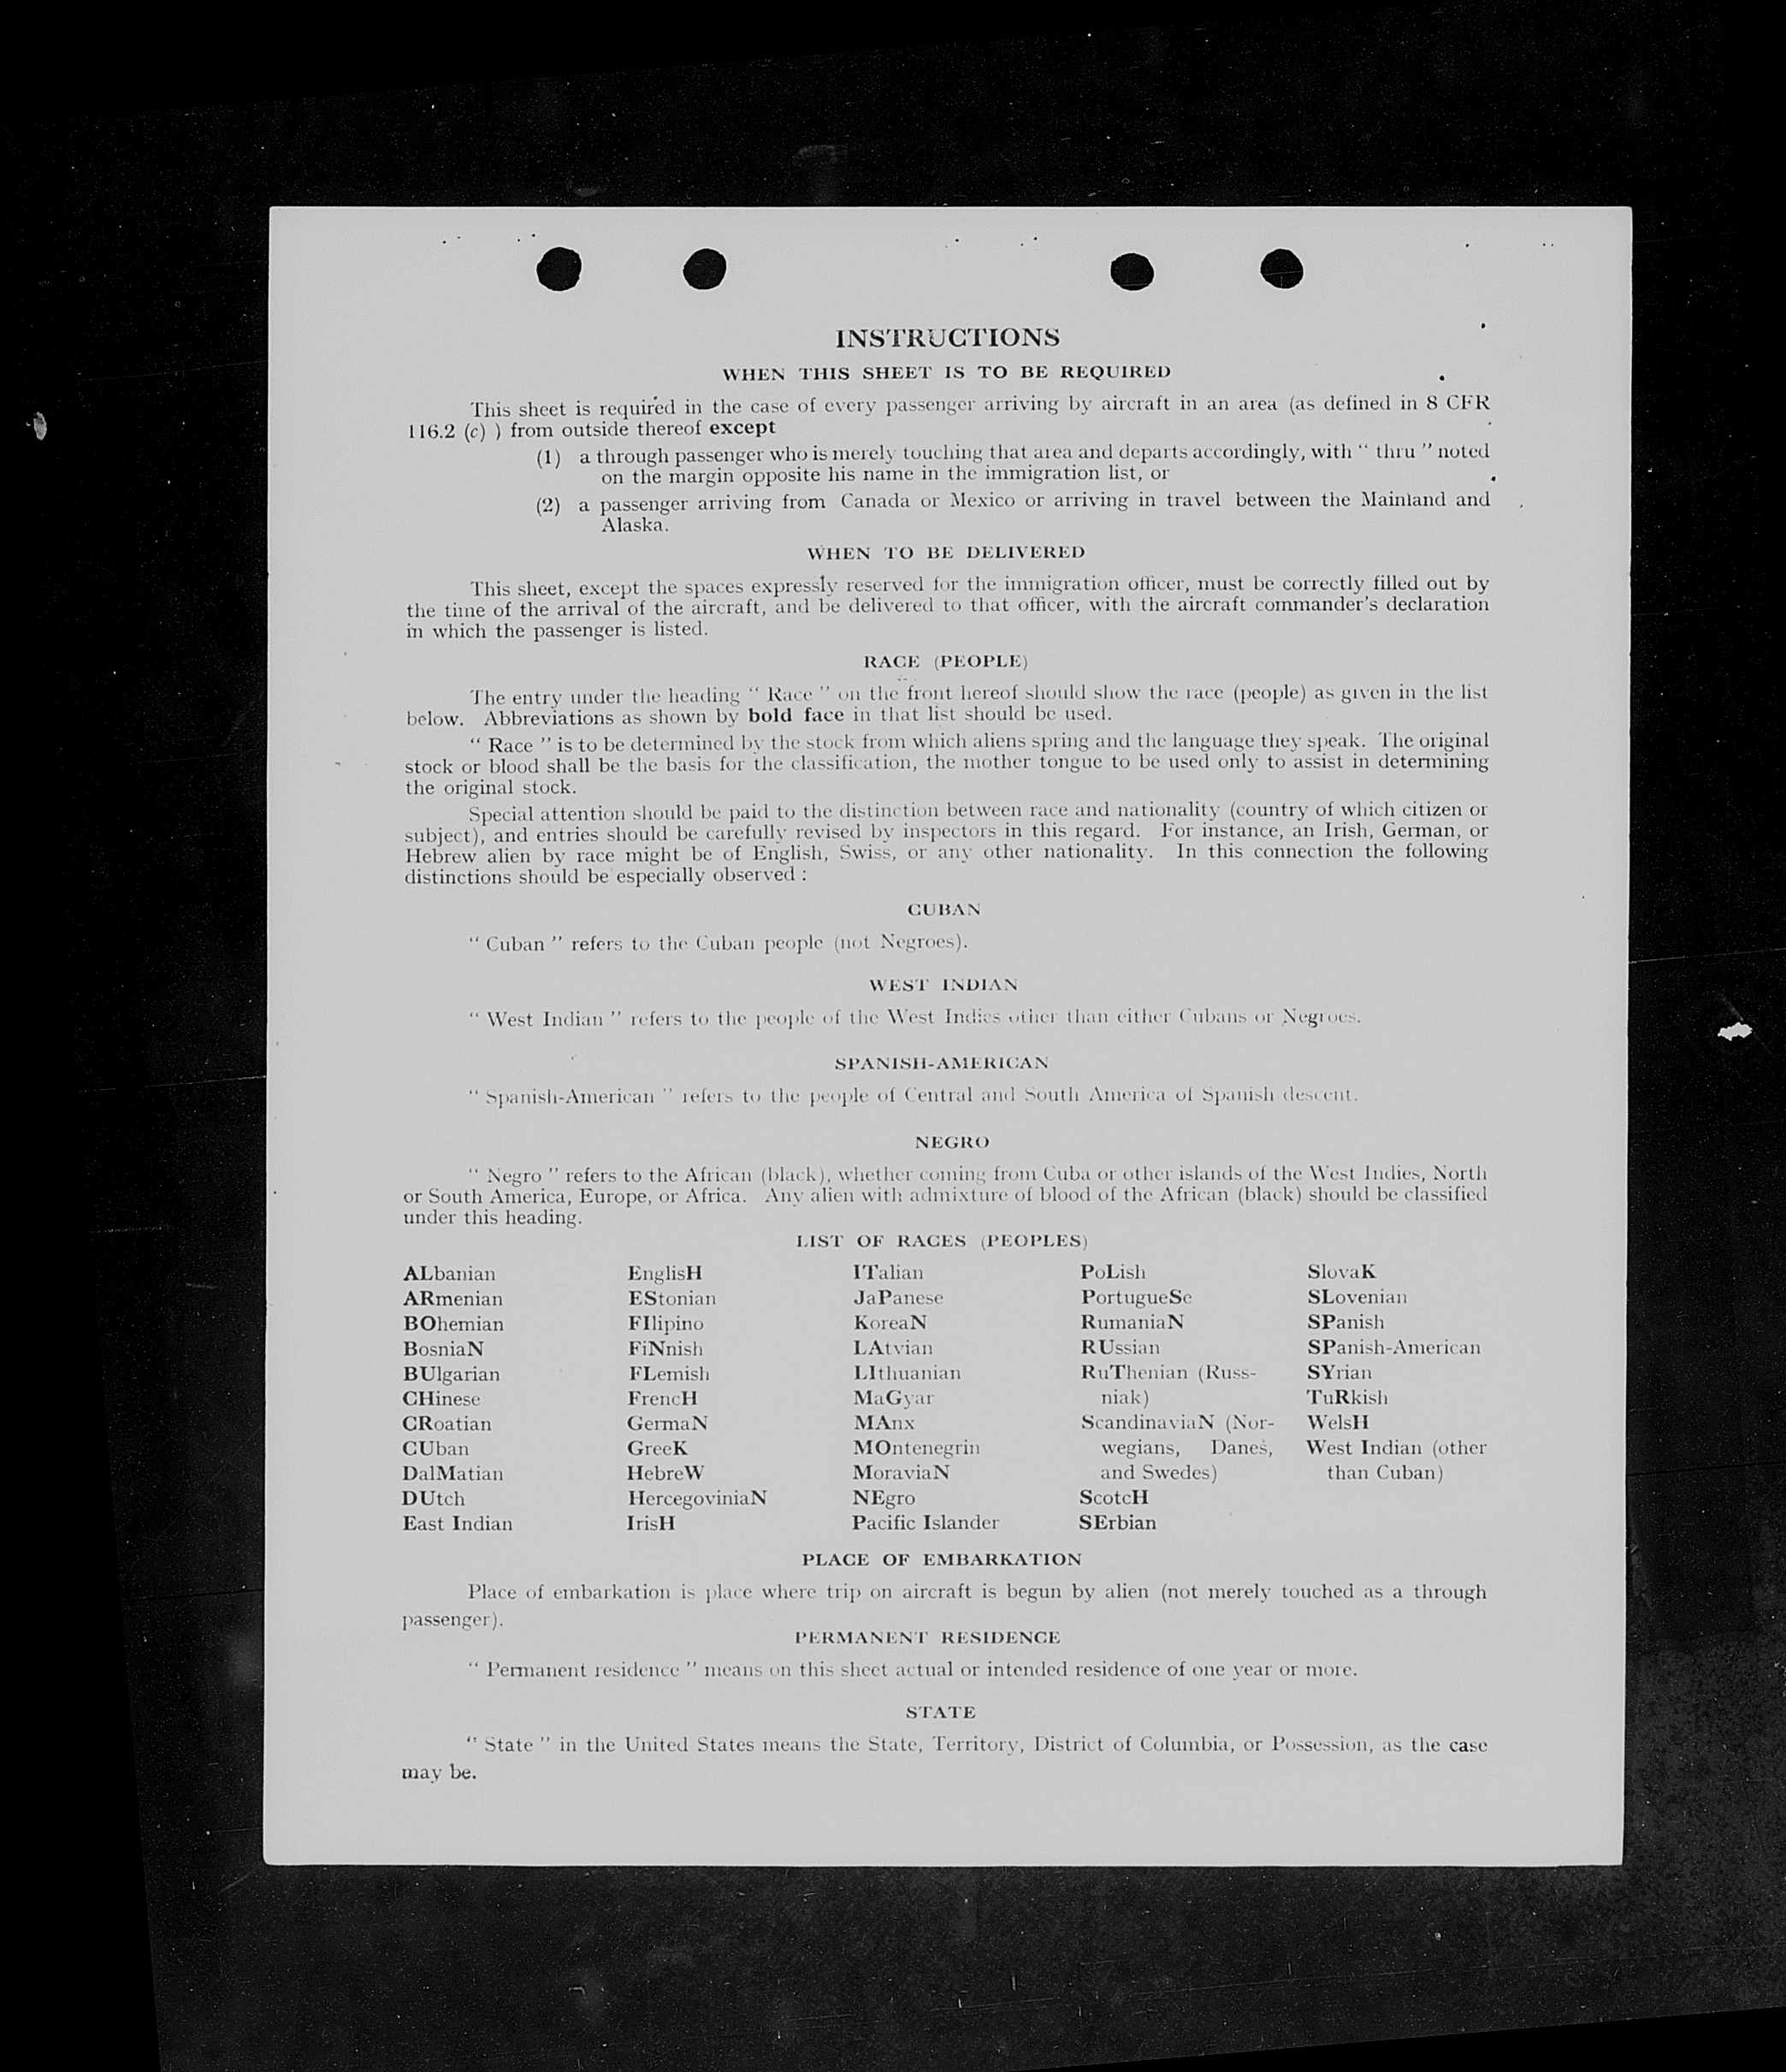 INSTRUCTIONS
WHEN THIS SHEET IS TO BE REQUIRED
This sheet is required in the case of every passenger arriving by aircraft in an area (as defined in 8 CFR
116.2 (c) ) from outside thereof except
(1) a through passenger who is merely touching that area and departs accordingly, with “ thru ” noted
on the margin opposite his name in the immigration list, or
(2) a passenger arriving from Canada or Mexico or arriving in travel between the Mainland and
Alaska.
WHEN TO BE DELIVERED
This sheet, except the spaces expressly reserved for the immigration officer, must be correctly filled out by
the time of the arrival of the aircraft, and be delivered to that officer, with the aircraft commander's declaration
in which the passenger is listed.
RACE (PEOPLE)
The entry under the heading “ Race ” on the front hereof should show the race (people) as given in the list
below. Abbreviations as shown by bold face in that list should be used.
“ Race ” is to be determined by the stock from which aliens spring and the language they speak. The original
stock or blood shall be the basis for the classification, the mother tongue to be used only to assist in determining
the original stock.
Special attention should be paid to the distinction between race and nationality (country of which citizen or
subject), and entries should be carefully revised by inspectors in this regard. For instance, an Irish, German, or
Hebrew alien by race might be of English, Swiss, or any other nationality. In this connection the following
distinctions should be especially observed :
CUBAN
“ Cuban ” refers to the Cuban people (not Negroes).
WEST INDIAN
“ West Indian ” refers to the people of the West Indies other than either Cubans or Negroes.
SPANISH-AMERICAN
“ Spanish-American ” refers to the people of Central and South America of Spanish descent.
NEGRO
“ Negro ” refers to the African (black), whether coming from Cuba or other islands of the West Indies, North
or South America, Europe, or Africa. Any alien with admixture of blood of the African (black) should be classified
under this heading.
LIST OF RACES (PEOPLES)
ALbanian
ARmenian
BOhemian
BosniaN
BUlgarian
CHinese
CRoatian
CUban
DalMatian
DUtch
East Indian
EnglisH
EStonian
FIlipino
FiNnish
FLemish
FrencH
GermaN
GreeK
HebreW
HercegoviniaN
IrisH
ITalian
JaPanese
KoreaN
LAtvian
LIthuanian
MaGyar
MAnx
MOntenegrin
MoraviaN
NEgro
Pacific Islander
PoLish
PortugueSe
RumaniaN
RUssian
RuThenian (Russ-
niak)
ScandinaviaN (Nor-
wegians, Danes,
and Swedes)
ScotcH
SErbian
SlovaK
SLovenian
SPanish
SPanish-American
SYrian
TuRkish
WelsH
West Indian (other
than Cuban)
PLACE OF EMBARKATION
Place of embarkation is place where trip on aircraft is begun by alien (not merely touched as a through
passenger).
PERMANENT RESIDENCE
“ Permanent residence ” means on this sheet actual or intended residence of one year or more.
STATE
“ State ” in the United States means the State, Territory, District of Columbia, or Possession, as the case
may be.